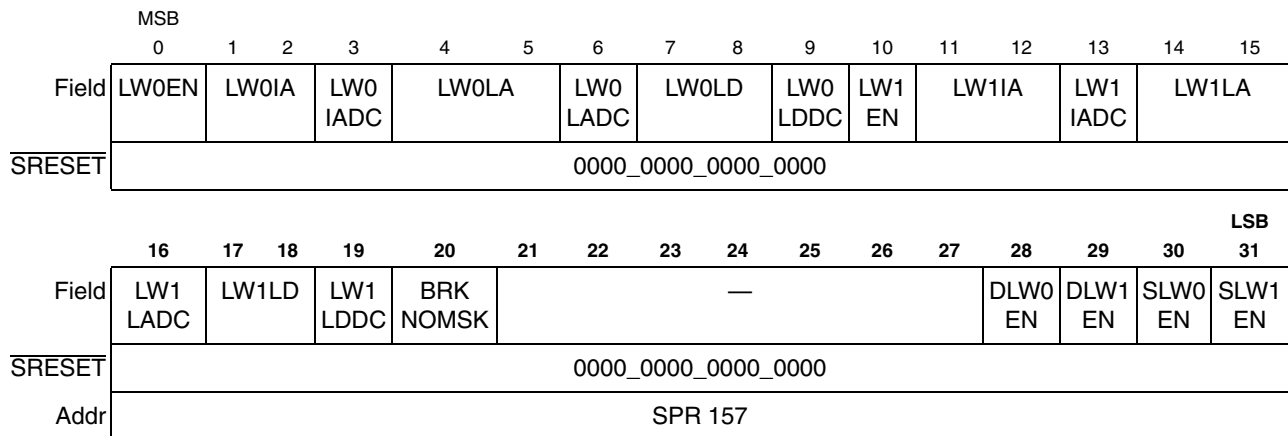 MSB
0 1 2 3 4 5 6 7 8 9 10 11 12 13 14 15
Field LW0EN LW0IA LW0 IADC LW0LA LW0 LADC LW0LD LW0 LDDC LW1 EN LW1IA LW1 IADC LW1LA
SRESET 0000_0000_0000_0000
LSB
16 17 18 19 20 21 22 23 24 25 26 27 28 29 30 31
Field LW1 LADC LW1LD LW1 LDDC BRK NOMSK — DLW0 EN DLW1 EN SLW0 EN SLW1 EN
SRESET 0000_0000_0000_0000
Addr SPR 157